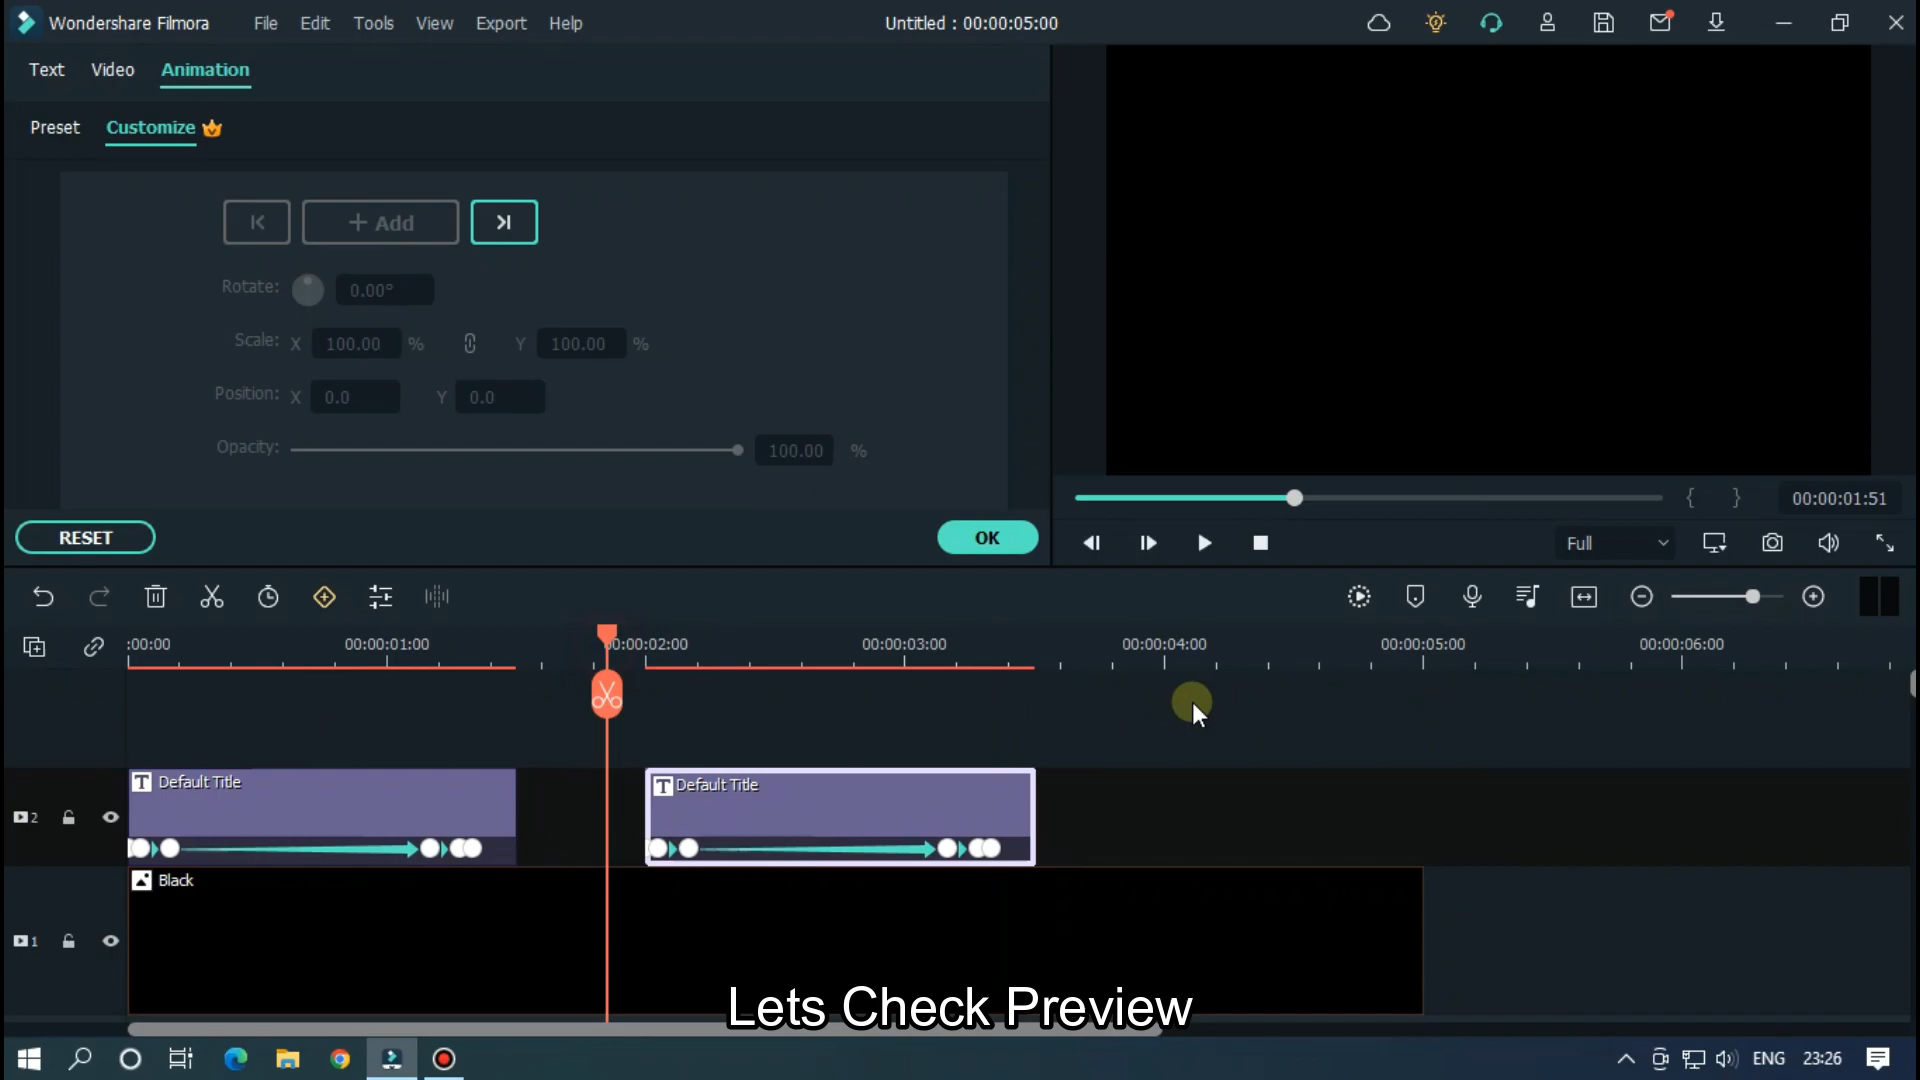 Wondershare Filmora File Edit Tools View Export Help Untitled : 00:00:05:00
Text Video Animation
Preset Customize
+ Add
Rotate: 0.00°
Scale: X 100.00 % Y 100.00 %
Position: X 0.0 Y 0.0
Opacity: 100.00 %
{ } 00:00:01:51
RESET OK
Full
:00:00 00:00:01:00 00:00:02:00 00:00:03:00 00:00:04:00 00:00:05:00 00:00:06:00
T Default Title T Default Title
2
Black
1
Lets Check Preview
ENG 23:26